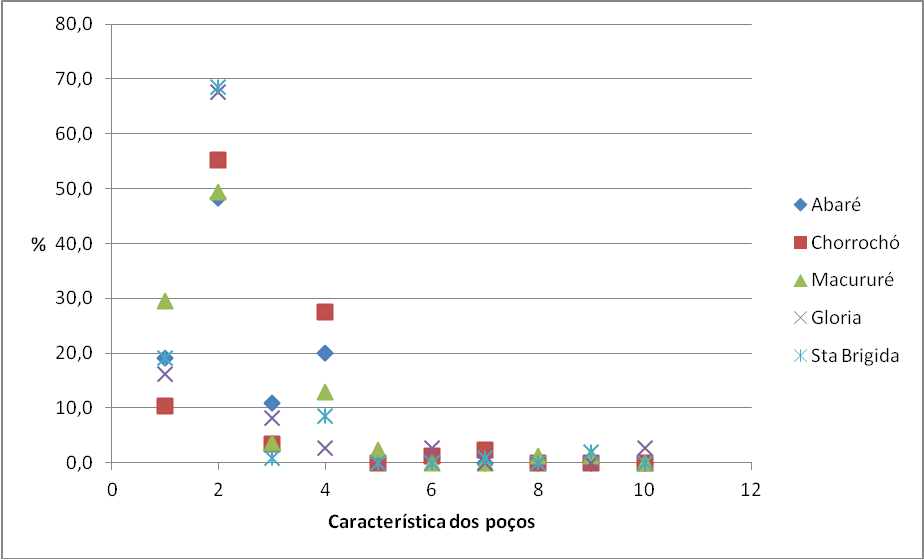 80,0
70,0
60,0
50,0
40,0
30,0
20,0
10,0
0,0
%
0 2 4 6 8 10 12
Característica dos poços
Abaré
Chorrochó
Macururé
Gloria
Sta Brigida